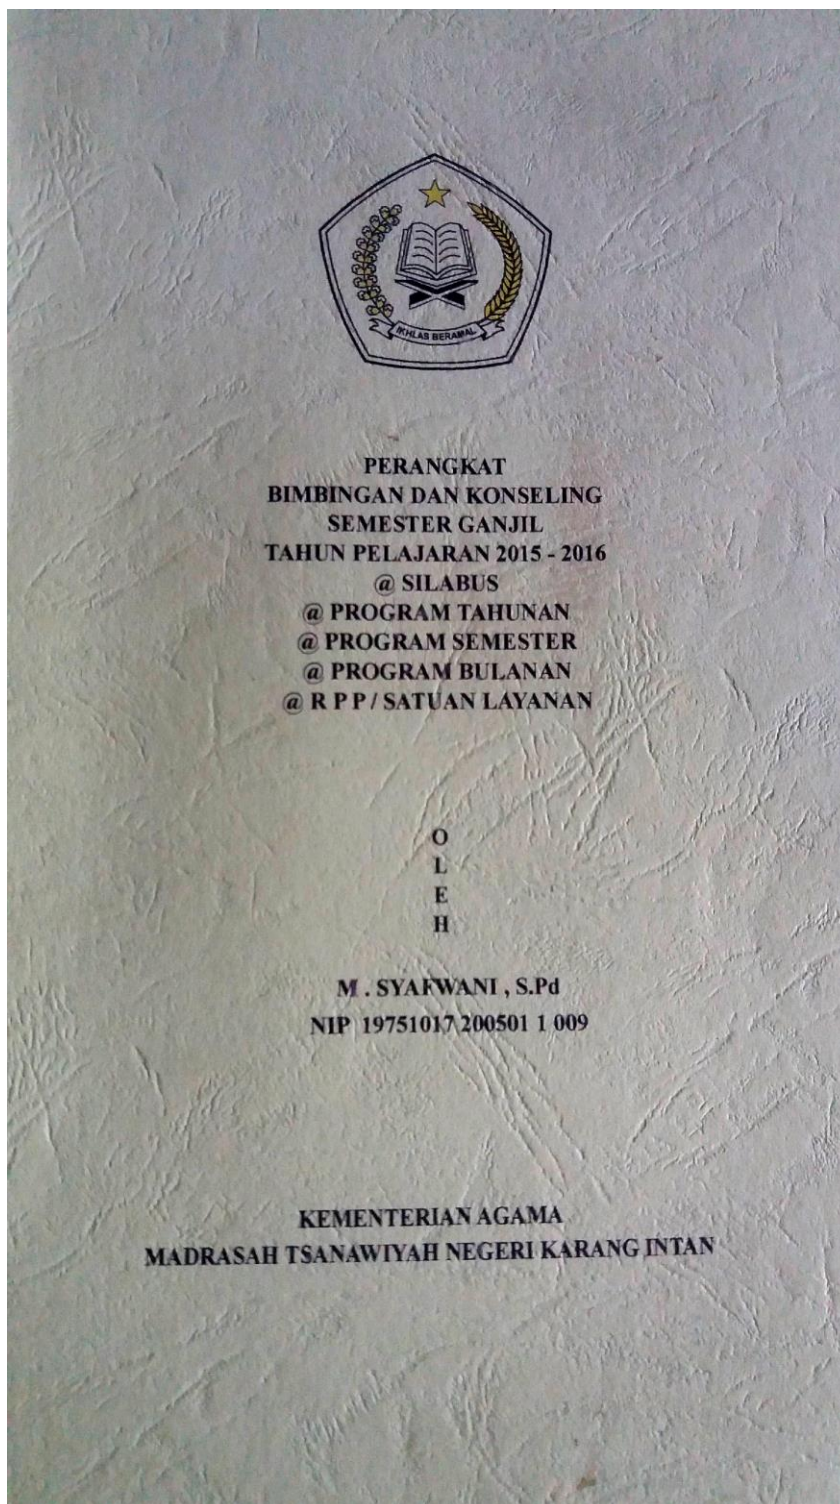 IKHLAS BERAMAL
PERANGKAT
BIMBINGAN DAN KONSELING
SEMESTER GANJIL
TAHUN PELAJARAN 2015 - 2016
@ SILABUS
@ PROGRAM TAHUNAN
@ PROGRAM SEMESTER
@ PROGRAM BULANAN
@ R P P / SATUAN LAYANAN
O
L
E
H
M . SYAFWANI , S.Pd
NIP 19751017 200501 1 009
KEMENTERIAN AGAMA
MADRASAH TSANAWIYAH NEGERI KARANG INTAN